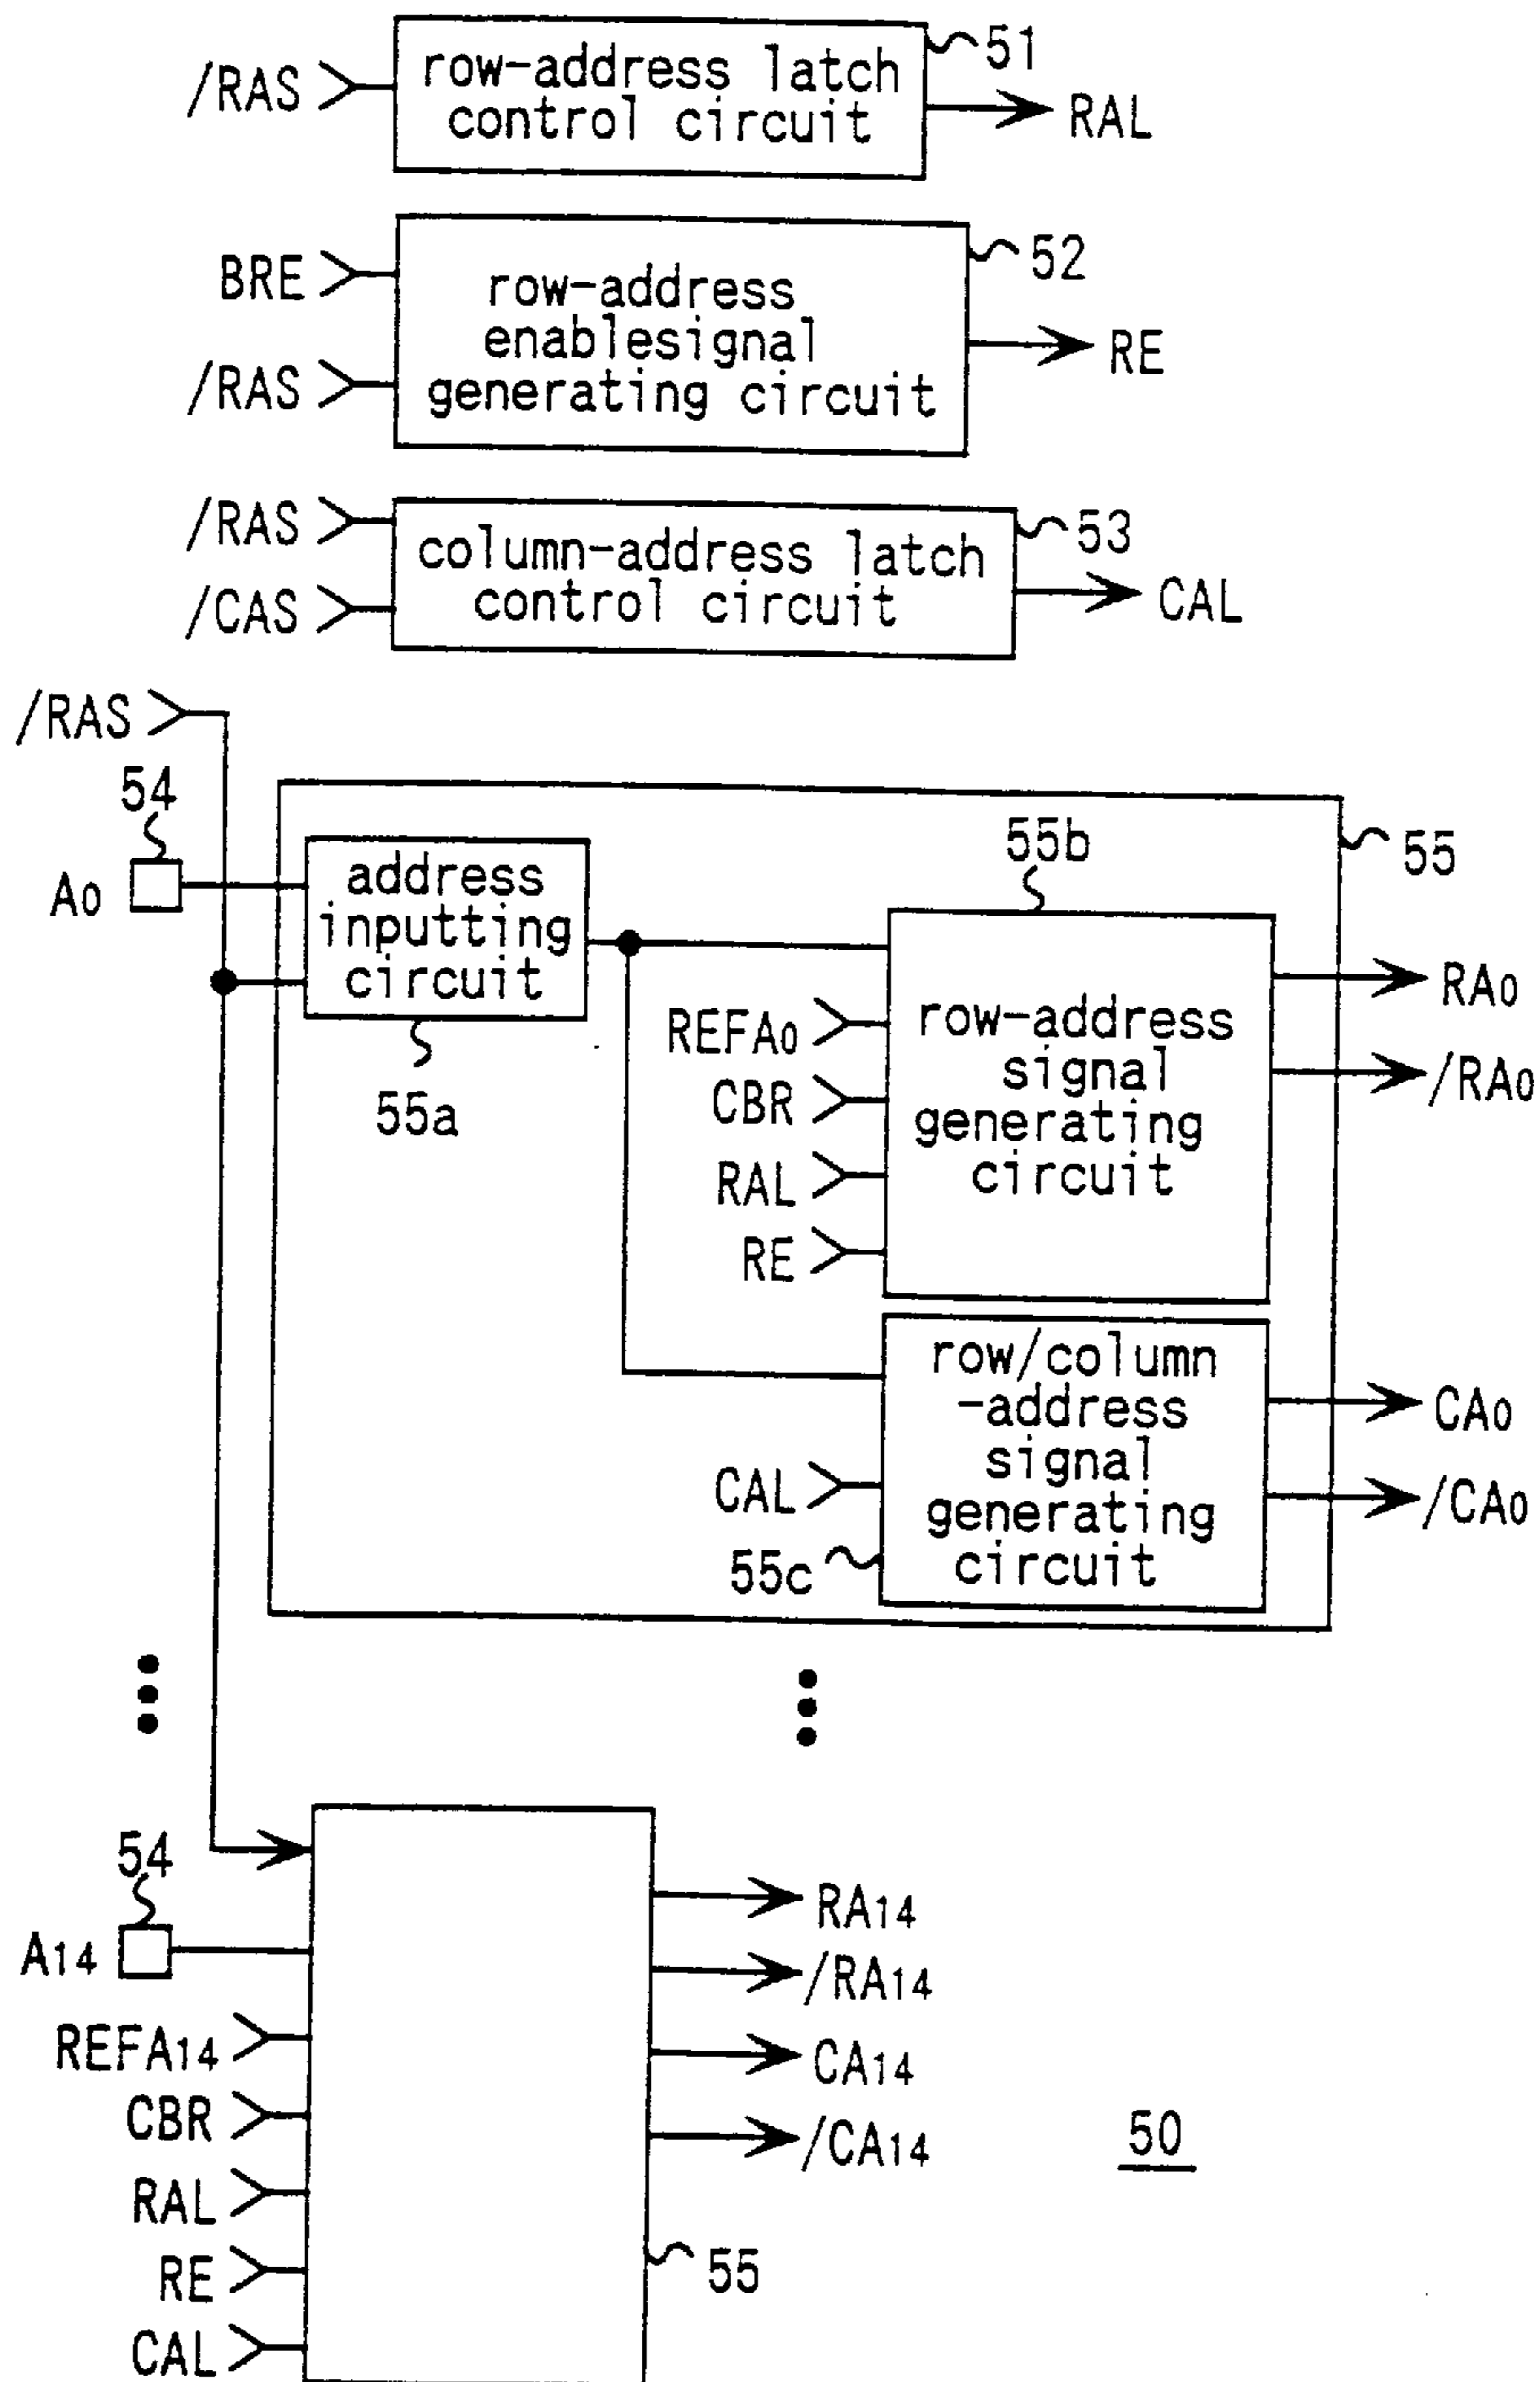 51
/RAS
row-address latch
control circuit
RAL
52
BRE
row-address
enablesignal
generating circuit
/RAS
RE
53
/RAS
column-address latch
control circuit
/CAS
CAL
/RAS
54
A0
address
inputting
circuit
55a
55b
55
REFA0
CBR
RAL
RE
row-address
signal
generating
circuit
RA0
/RA0
row/column
-address
signal
generating
circuit
CAL
55c
CA0
/CA0
54
A14
REFA14
CBR
RAL
RE
CAL
RA14
/RA14
CA14
/CA14
55
50